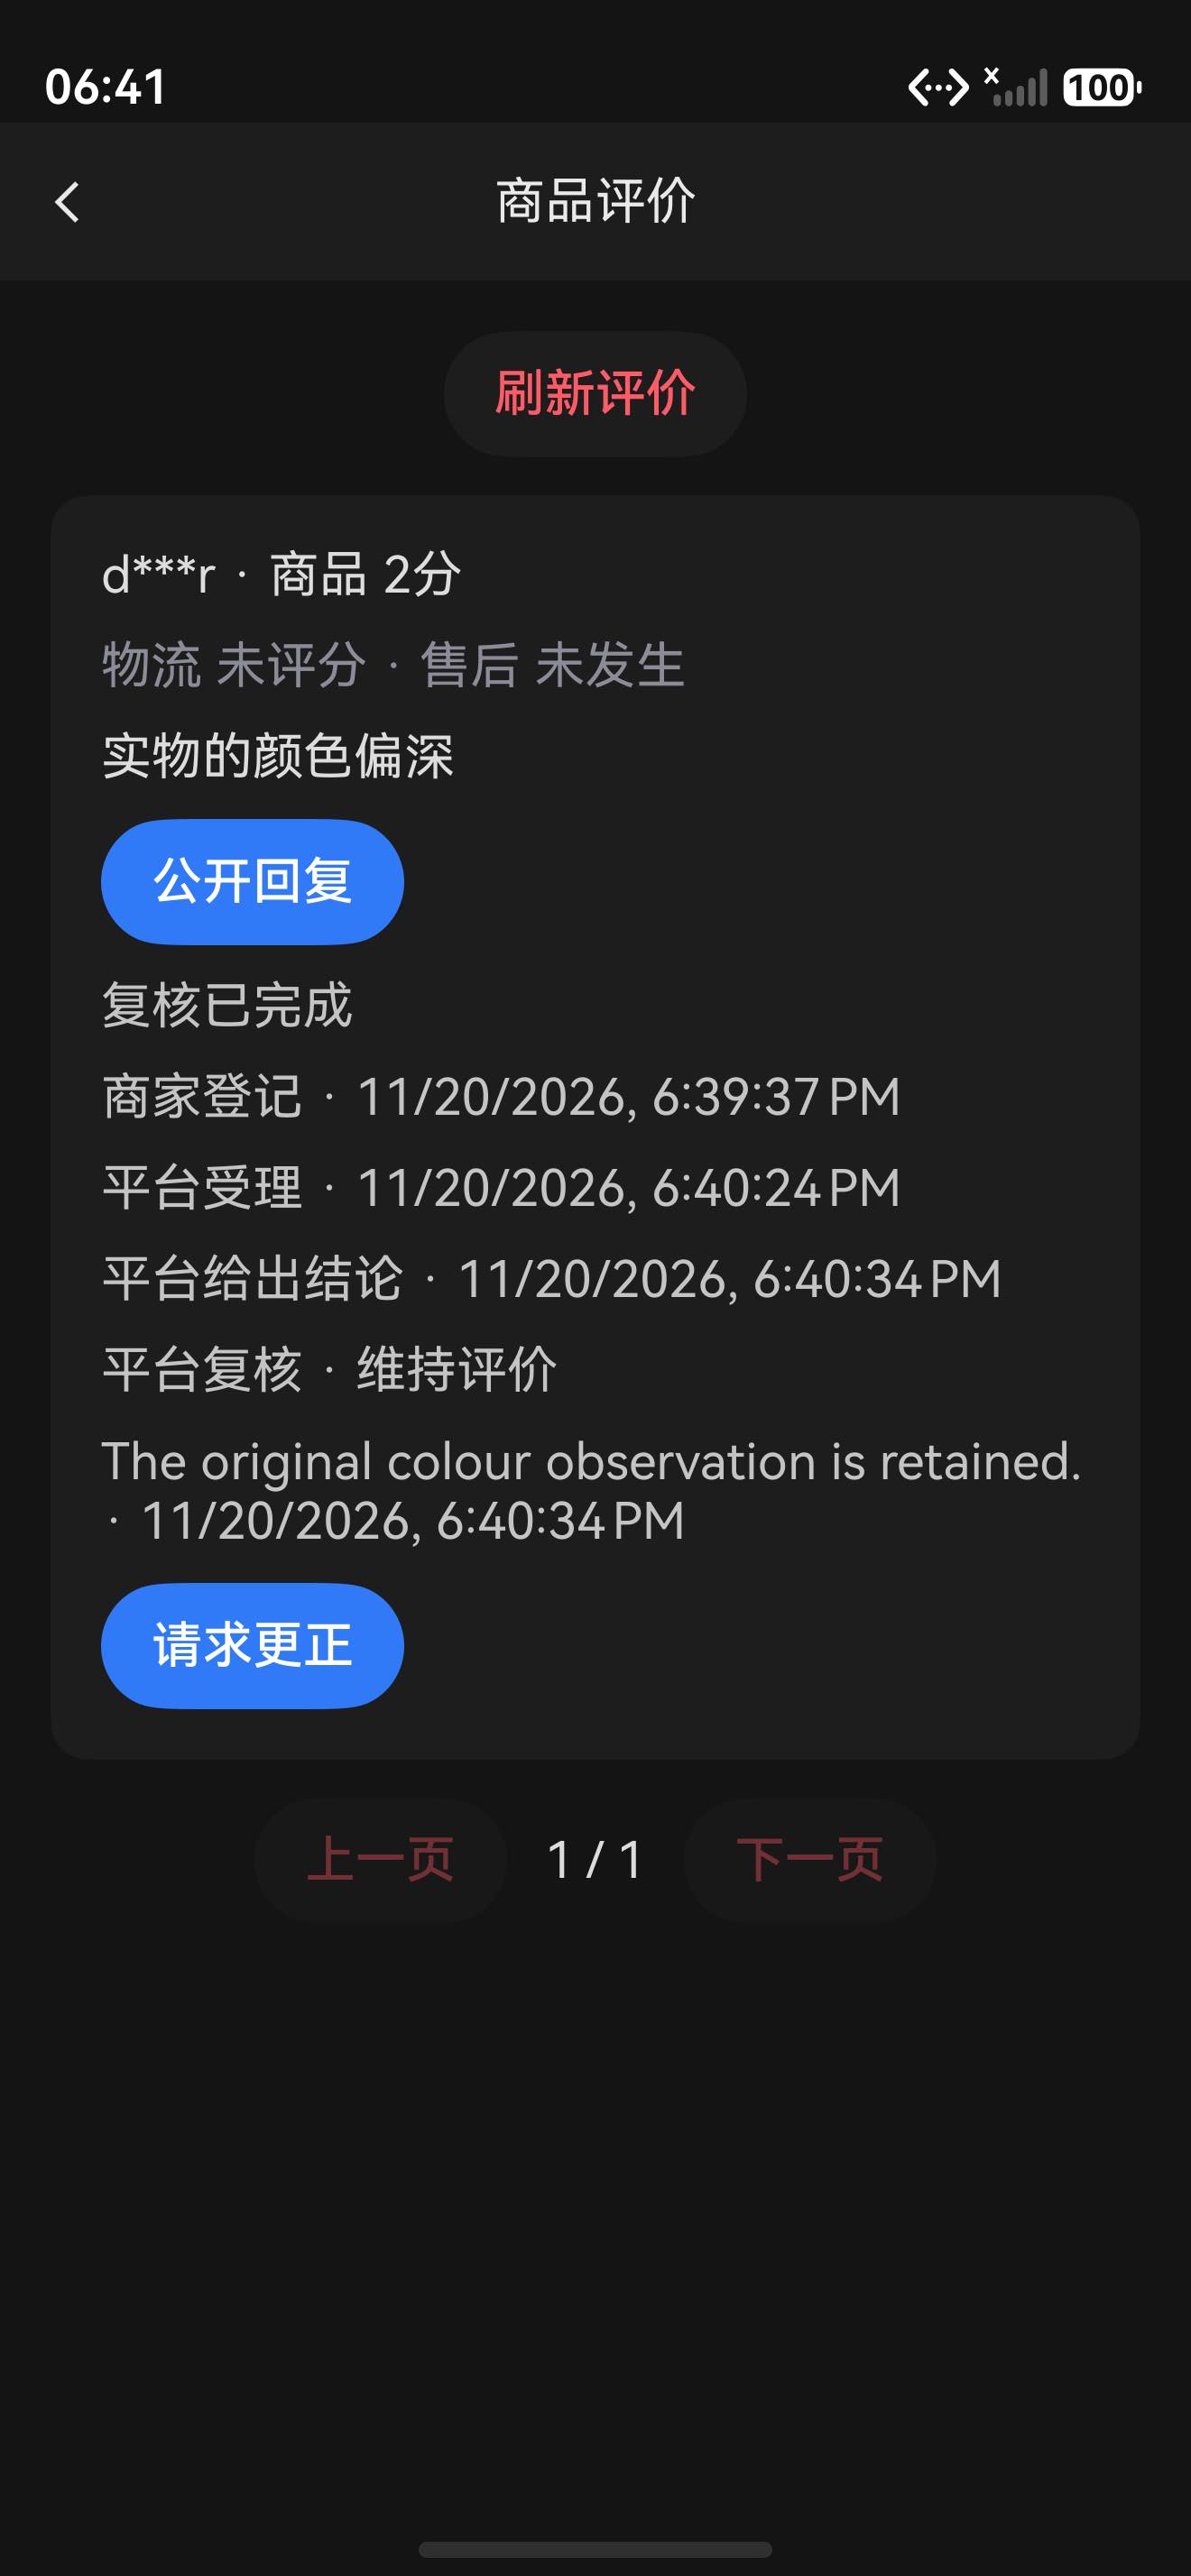 06:41
100
商品评价
刷新评价
d***r · 商品 2分
物流 未评分 · 售后 未发生
实物的颜色偏深
公开回复
复核已完成
商家登记 · 11/20/2026, 6:39:37 PM
平台受理 · 11/20/2026, 6:40:24 PM
平台给出结论 · 11/20/2026, 6:40:34 PM
平台复核 · 维持评价
The original colour observation is retained.
· 11/20/2026, 6:40:34 PM
请求更正
上一页 1 / 1 下一页